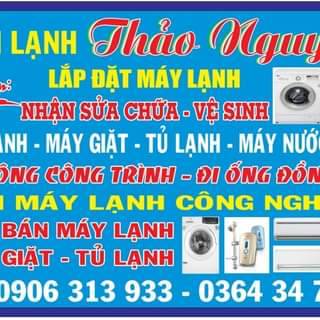 LẠNH Thảo Nguy
LẮP ĐẶT MÁY LẠNH
NHẬN SỬA CHỮA - VỆ SINH
ẠNH - MÁY GIẶT - TỦ LẠNH - MÁY NƯỚC
ÔNG CÔNG TRÌNH - ĐI ỐNG ĐỒN
MÁY LẠNH CÔNG NGH
BÁN MÁY LẠNH
GIẶT - TỦ LẠNH
0906 313 933 - 0364 34 7